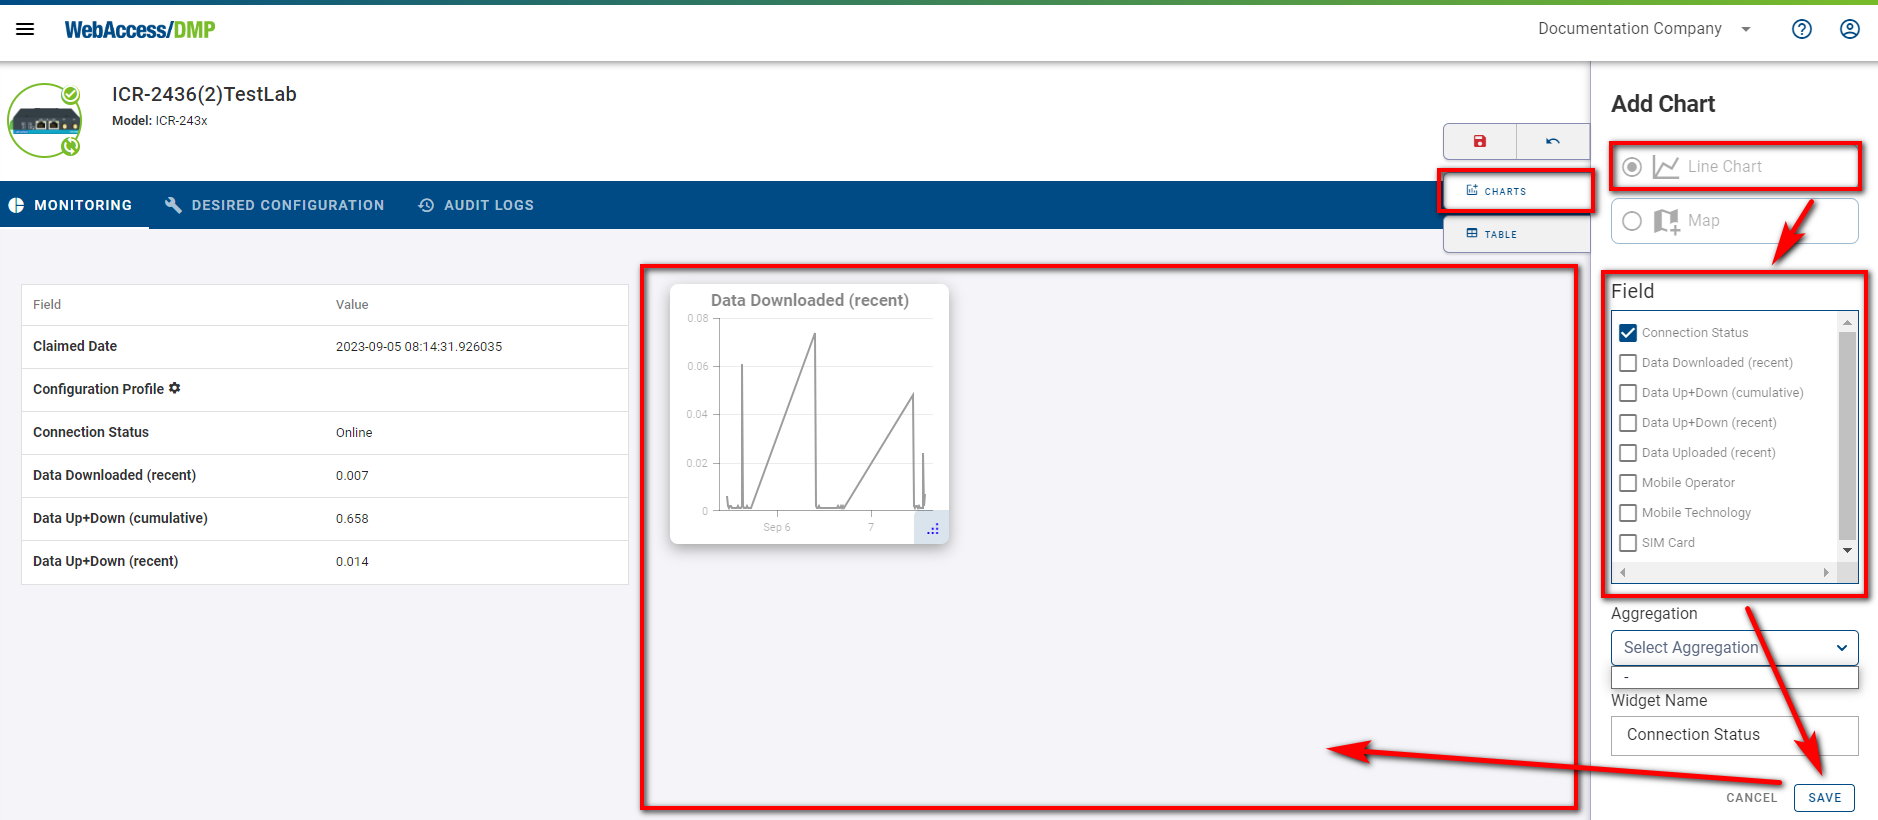 WebAccess/DMP
Documentation Company
ICR-2436(2)TestLab
Model: ICR-243x
MONITORING
DESIRED CONFIGURATION
AUDIT LOGS
CHARTS
TABLE
Field Value
Claimed Date 2023-09-05 08:14:31.926035
Configuration Profile
Connection Status Online
Data Downloaded (recent) 0.007
Data Up+Down (cumulative) 0.658
Data Up+Down (recent) 0.014
Data Downloaded (recent)
0.08
0.06
0.04
0.02
0
Sep 6 7
Add Chart
Line Chart
Map
Field
Connection Status
Data Downloaded (recent)
Data Up+Down (cumulative)
Data Up+Down (recent)
Data Uploaded (recent)
Mobile Operator
Mobile Technology
SIM Card
Aggregation
Select Aggregation
-
Widget Name
Connection Status
CANCEL SAVE